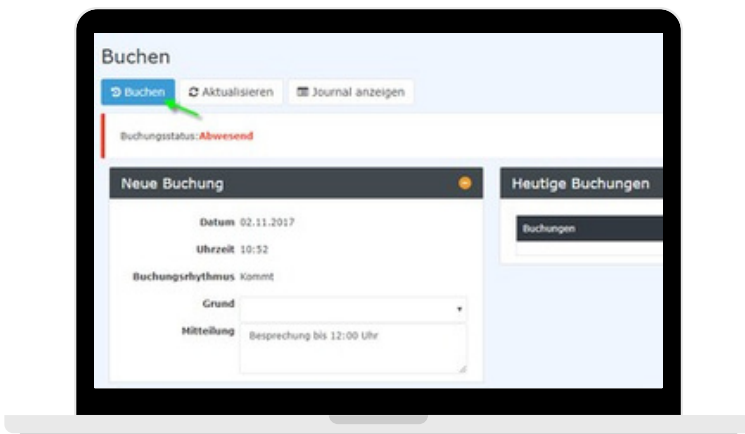 Buchen
Buchen Aktualisieren Journal anzeigen
Buchungsstatus:Abwesend
Neue Buchung
Datum 02.11.2017
Uhrzeit 10:52
Buchungsrhythmus Kommt
Grund
Mitteilung Besprechung bis 12:00 Uhr
Heutige Buchungen
Buchungen